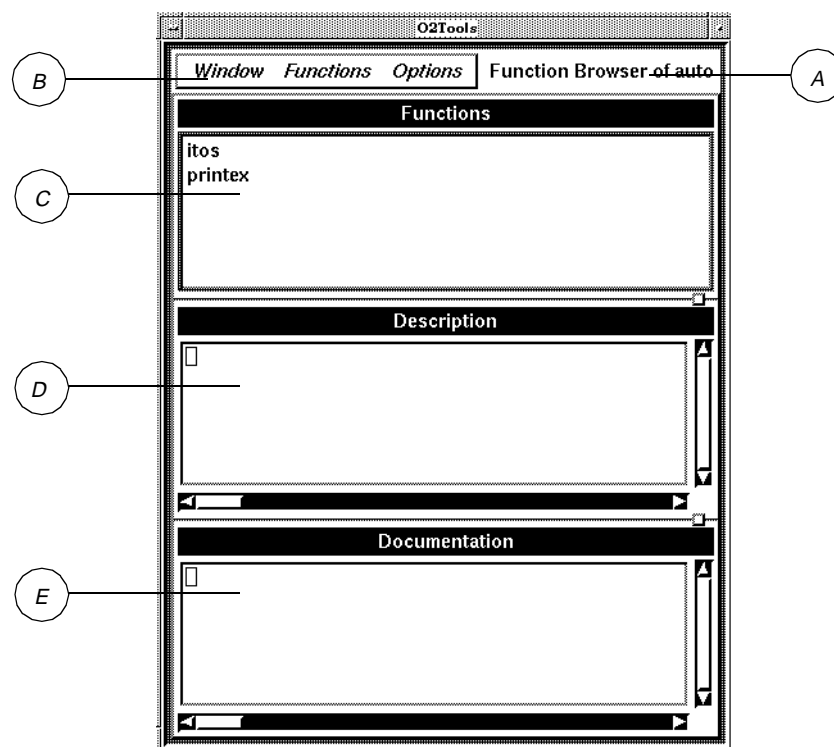 O2Tools
B Window Functions Options Function Browser of auto A
Functions
itos
printex
C
Description
D
Documentation
E